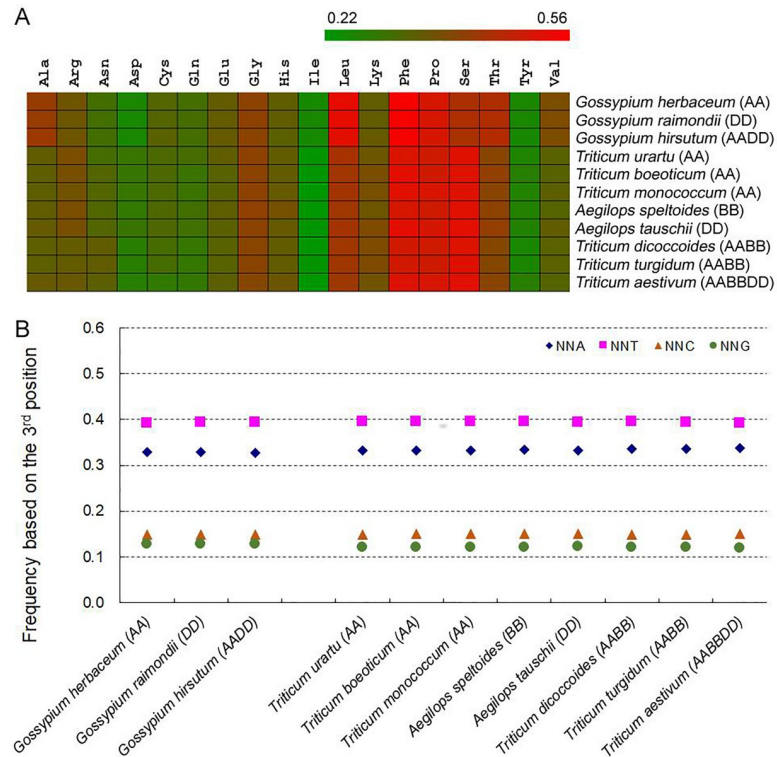 A
0.22 0.56
Ala Arg Asn Asp Cys Gln Glu Gly His Ile Leu Lys Phe Pro Ser Thr Tyr Val
Gossypium herbaceum (AA)
Gossypium raimondii (DD)
Gossypium hirsutum (AADD)
Triticum urartu (AA)
Triticum boeoticum (AA)
Triticum monococcum (AA)
Aegilops speltoides (BB)
Aegilops tauschii (DD)
Triticum dicoccoides (AABB)
Triticum turgidum (AABB)
Triticum aestivum (AABBDD)
B
Frequency based on the 3rd position
0.6
0.5
0.4
0.3
0.2
0.1
0.0
NNA NNT NNC NNG
Gossypium herbaceum (AA)
Gossypium raimondii (DD)
Gossypium hirsutum (AADD)
Triticum urartu (AA)
Triticum boeoticum (AA)
Triticum monococcum (AA)
Aegilops speltoides (BB)
Aegilops tauschii (DD)
Triticum dicoccoides (AABB)
Triticum turgidum (AABB)
Triticum aestivum (AABBDD)